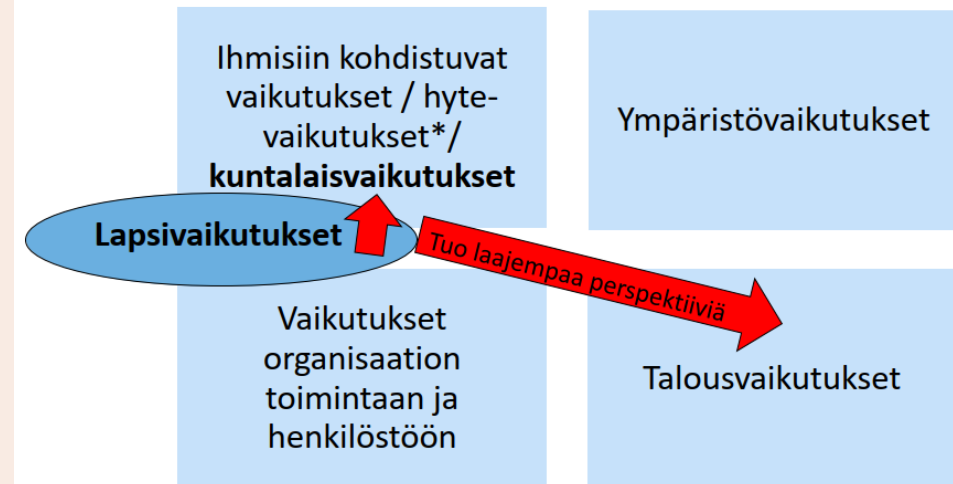 Ihmisiin kohdistuvat
vaikutukset / hyte-
vaikutukset*/
kuntalaisvaikutukset
Ympäristövaikutukset
Lapsivaikutukset
Tuo laajempaa perspektiiviä
Vaikutukset
organisaation
toimintaan ja
henkilöstöön
Talousvaikutukset